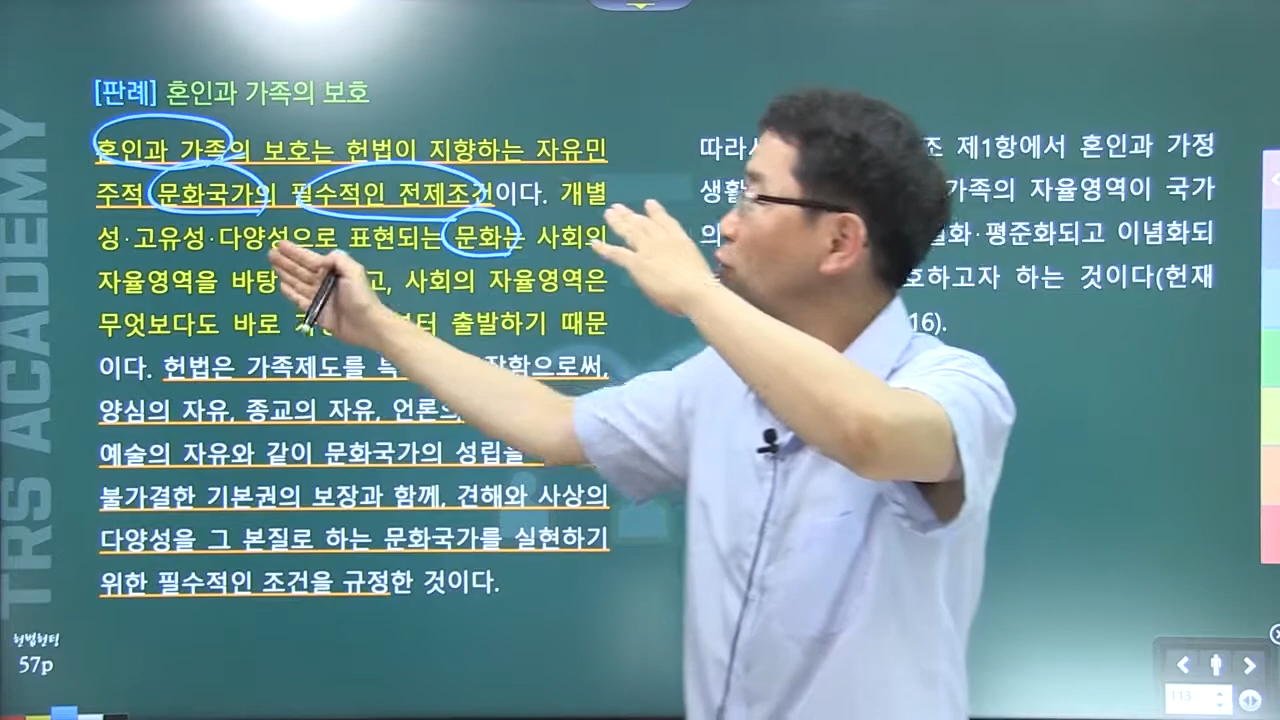 TRS ACADEMY
[판례] 혼인과 가족의 보호
혼인과 가족의 보호는 헌법이 지향하는 자유민
주적 문화국가의 필수적인 전제조건이다. 개별
성·고유성·다양성으로 표현되는 문화는 사회의
자율영역을 바탕 고, 사회의 자율영역은
무엇보다도 바로 터 출발하기 때문
이다. 헌법은 가족제도를 장함으로써,
양심의 자유, 종교의 자유, 언론의
예술의 자유와 같이 문화국가의 성립을
불가결한 기본권의 보장과 함께, 견해와 사상의
다양성을 그 본질로 하는 문화국가를 실현하기
위한 필수적인 조건을 규정한 것이다.
조 제1항에서 혼인과 가정
가족의 자율영역이 국가
의 화·평준화되고 이념화되
호하고자 하는 것이다(헌재
16).
헌법헌팅
57p
113